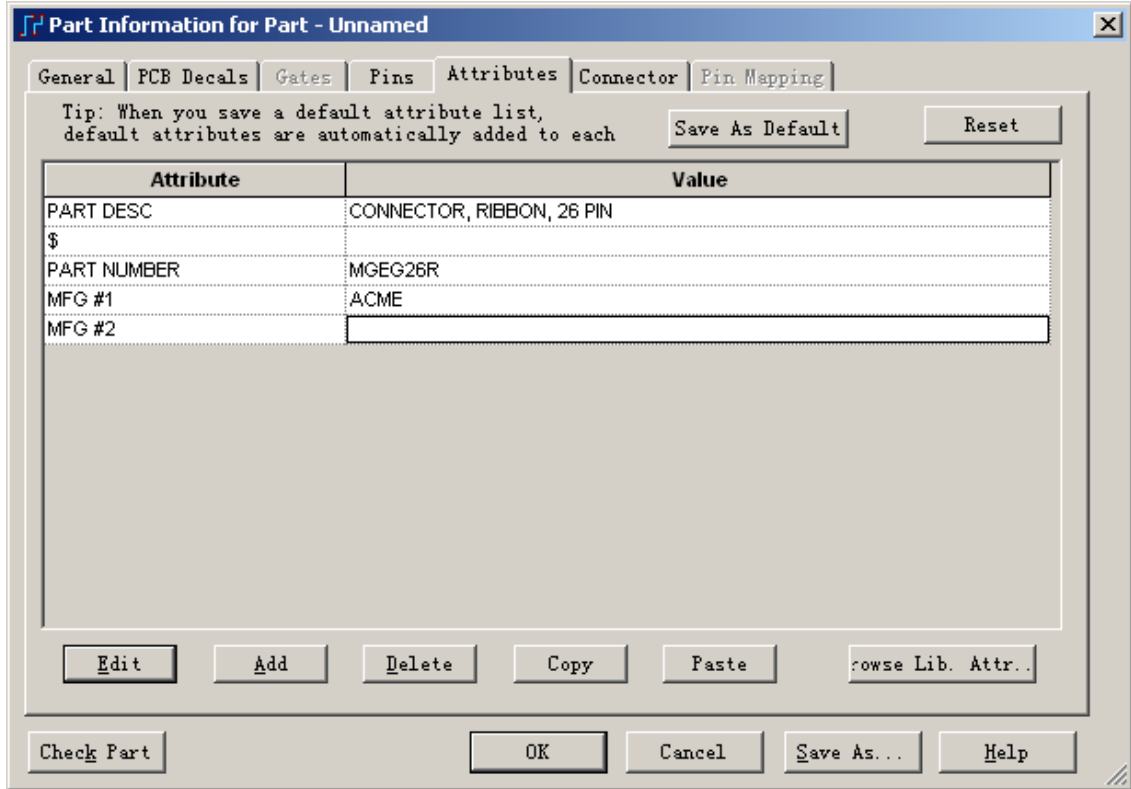 Part Information for Part - Unnamed
General PCB Decals Gates Pins Attributes Connector Pin Mapping
Tip: When you save a default attribute list,
default attributes are automatically added to each
Save As Default Reset
Attribute Value
PART DESC CONNECTOR, RIBBON, 26 PIN
$
PART NUMBER MGEG26R
MFG #1 ACME
MFG #2
Edit Add Delete Copy Paste rowse Lib. Attr..
Check Part OK Cancel Save As... Help